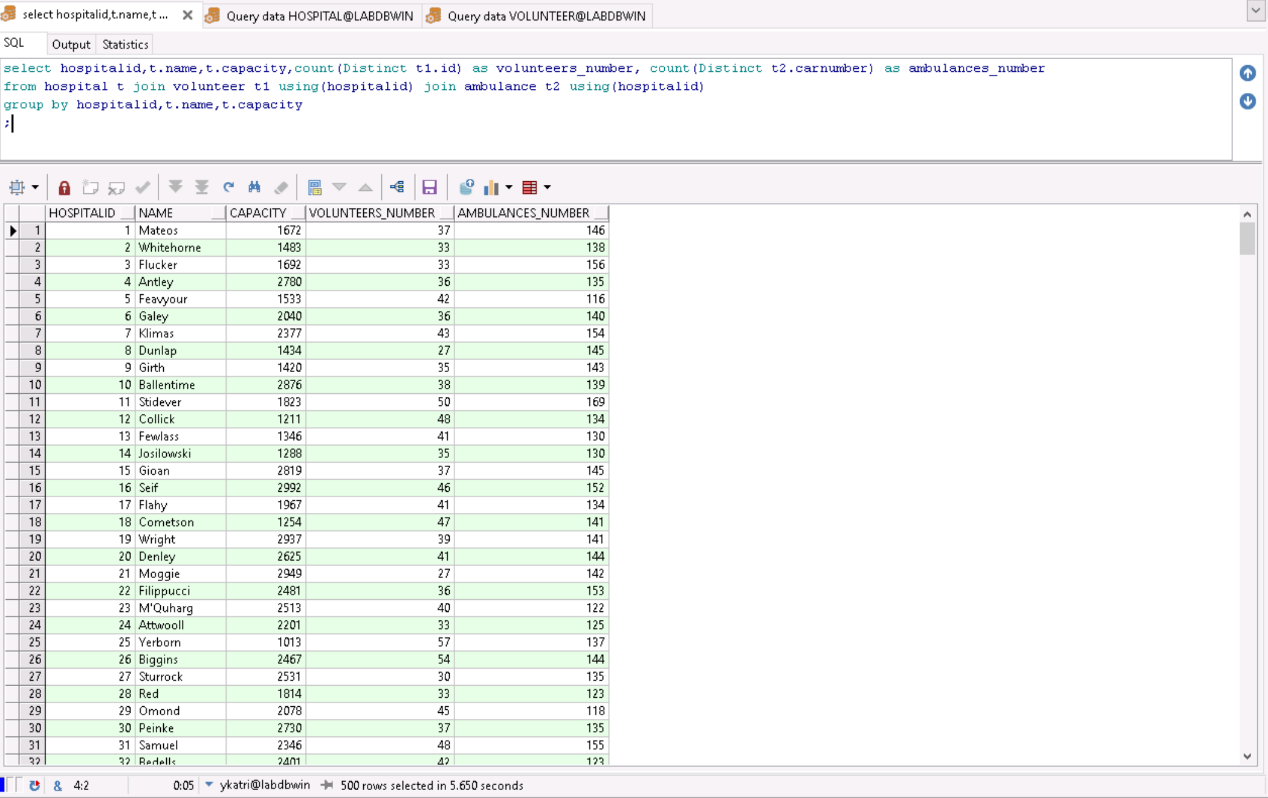 select hospitalid,t.name,t ...
Query data HOSPITAL@LABDBWIN
Query data VOLUNTEER@LABDBWIN
SQL Output Statistics
select hospitalid,t.name,t.capacity,count(Distinct t1.id) as volunteers_number, count(Distinct t2.carnumber) as ambulances_number
from hospital t join volunteer t1 using(hospitalid) join ambulance t2 using(hospitalid)
group by hospitalid,t.name,t.capacity
;
HOSPITALID NAME CAPACITY VOLUNTEERS_NUMBER AMBULANCES_NUMBER
1 1 Mateos 1672 37 146
2 2 Whitehorne 1483 33 138
3 3 Flucker 1692 33 156
4 4 Antley 2780 36 135
5 5 Feavyour 1533 42 116
6 6 Galey 2040 36 140
7 7 Klimas 2377 43 154
8 8 Dunlap 1434 27 145
9 9 Girth 1420 35 143
10 10 Ballentime 2876 38 139
11 11 Stidever 1823 50 169
12 12 Collick 1211 48 134
13 13 Fewlass 1346 41 130
14 14 Josilowski 1288 35 130
15 15 Gioan 2819 37 145
16 16 Seif 2992 46 152
17 17 Flahy 1967 41 134
18 18 Cometson 1254 47 141
19 19 Wright 2937 39 141
20 20 Denley 2625 41 144
21 21 Moggie 2949 27 142
22 22 Filippucci 2481 36 153
23 23 M'Quharg 2513 40 122
24 24 Attwooll 2201 33 125
25 25 Yerborn 1013 57 137
26 26 Biggins 2467 54 144
27 27 Sturrock 2531 30 135
28 28 Red 1814 33 123
29 29 Omond 2078 45 118
30 30 Peinke 2730 37 135
31 31 Samuel 2346 48 155
32 32 Bedells 2401 42 123
& 4:2 0:05 ykatri@labdbwin 500 rows selected in 5.650 seconds